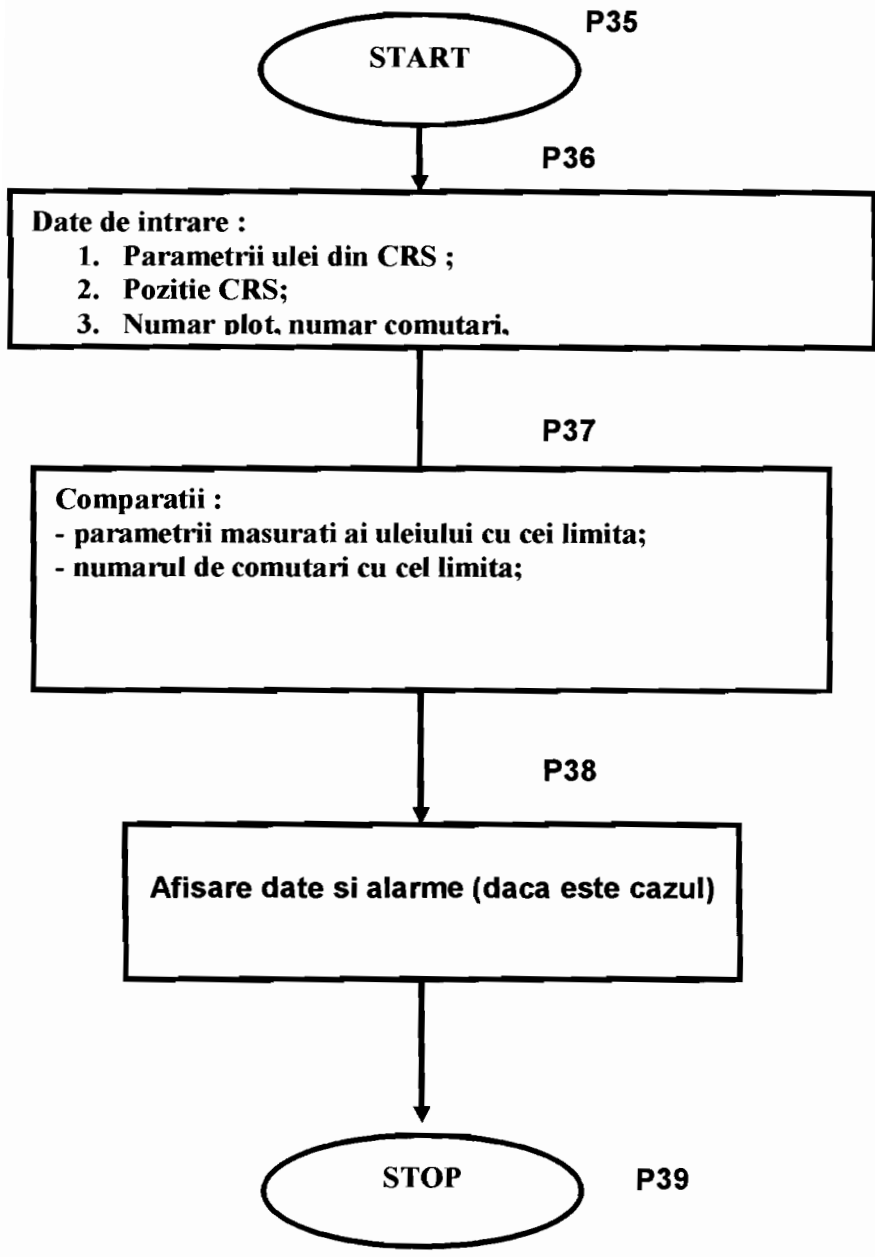 P35
START
P36
Date de intrare :
1. Parametrii ulei din CRS ;
2. Pozitie CRS;
3. Numar plot, numar comutari,
P37
Comparatii :
- parametrii masurati ai uleiului cu cei limita;
- numarul de comutari cu cel limita;
P38
Afisare date si alarme (daca este cazul)
STOP
P39